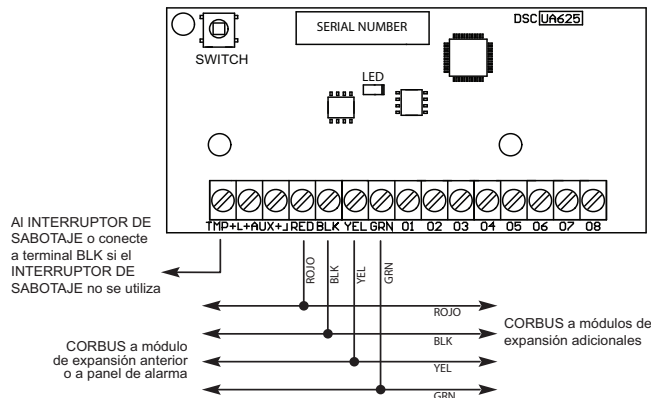 SERIAL NUMBER
DSC UA625
SWITCH
LED
TMP+ L+AUX+┘ RED BLK YEL GRN 01 02 03 04 05 06 07 08
Al INTERRUPTOR DE
SABOTAJE o conecte
a terminal BLK si el
INTERRUPTOR DE
SABOTAJE no se utiliza
ROJO
BLK
YEL
GRN
ROJO
BLK
YEL
GRN
CORBUS a módulos de
expansión adicionales
CORBUS a módulo
de expansión anterior
o a panel de alarma